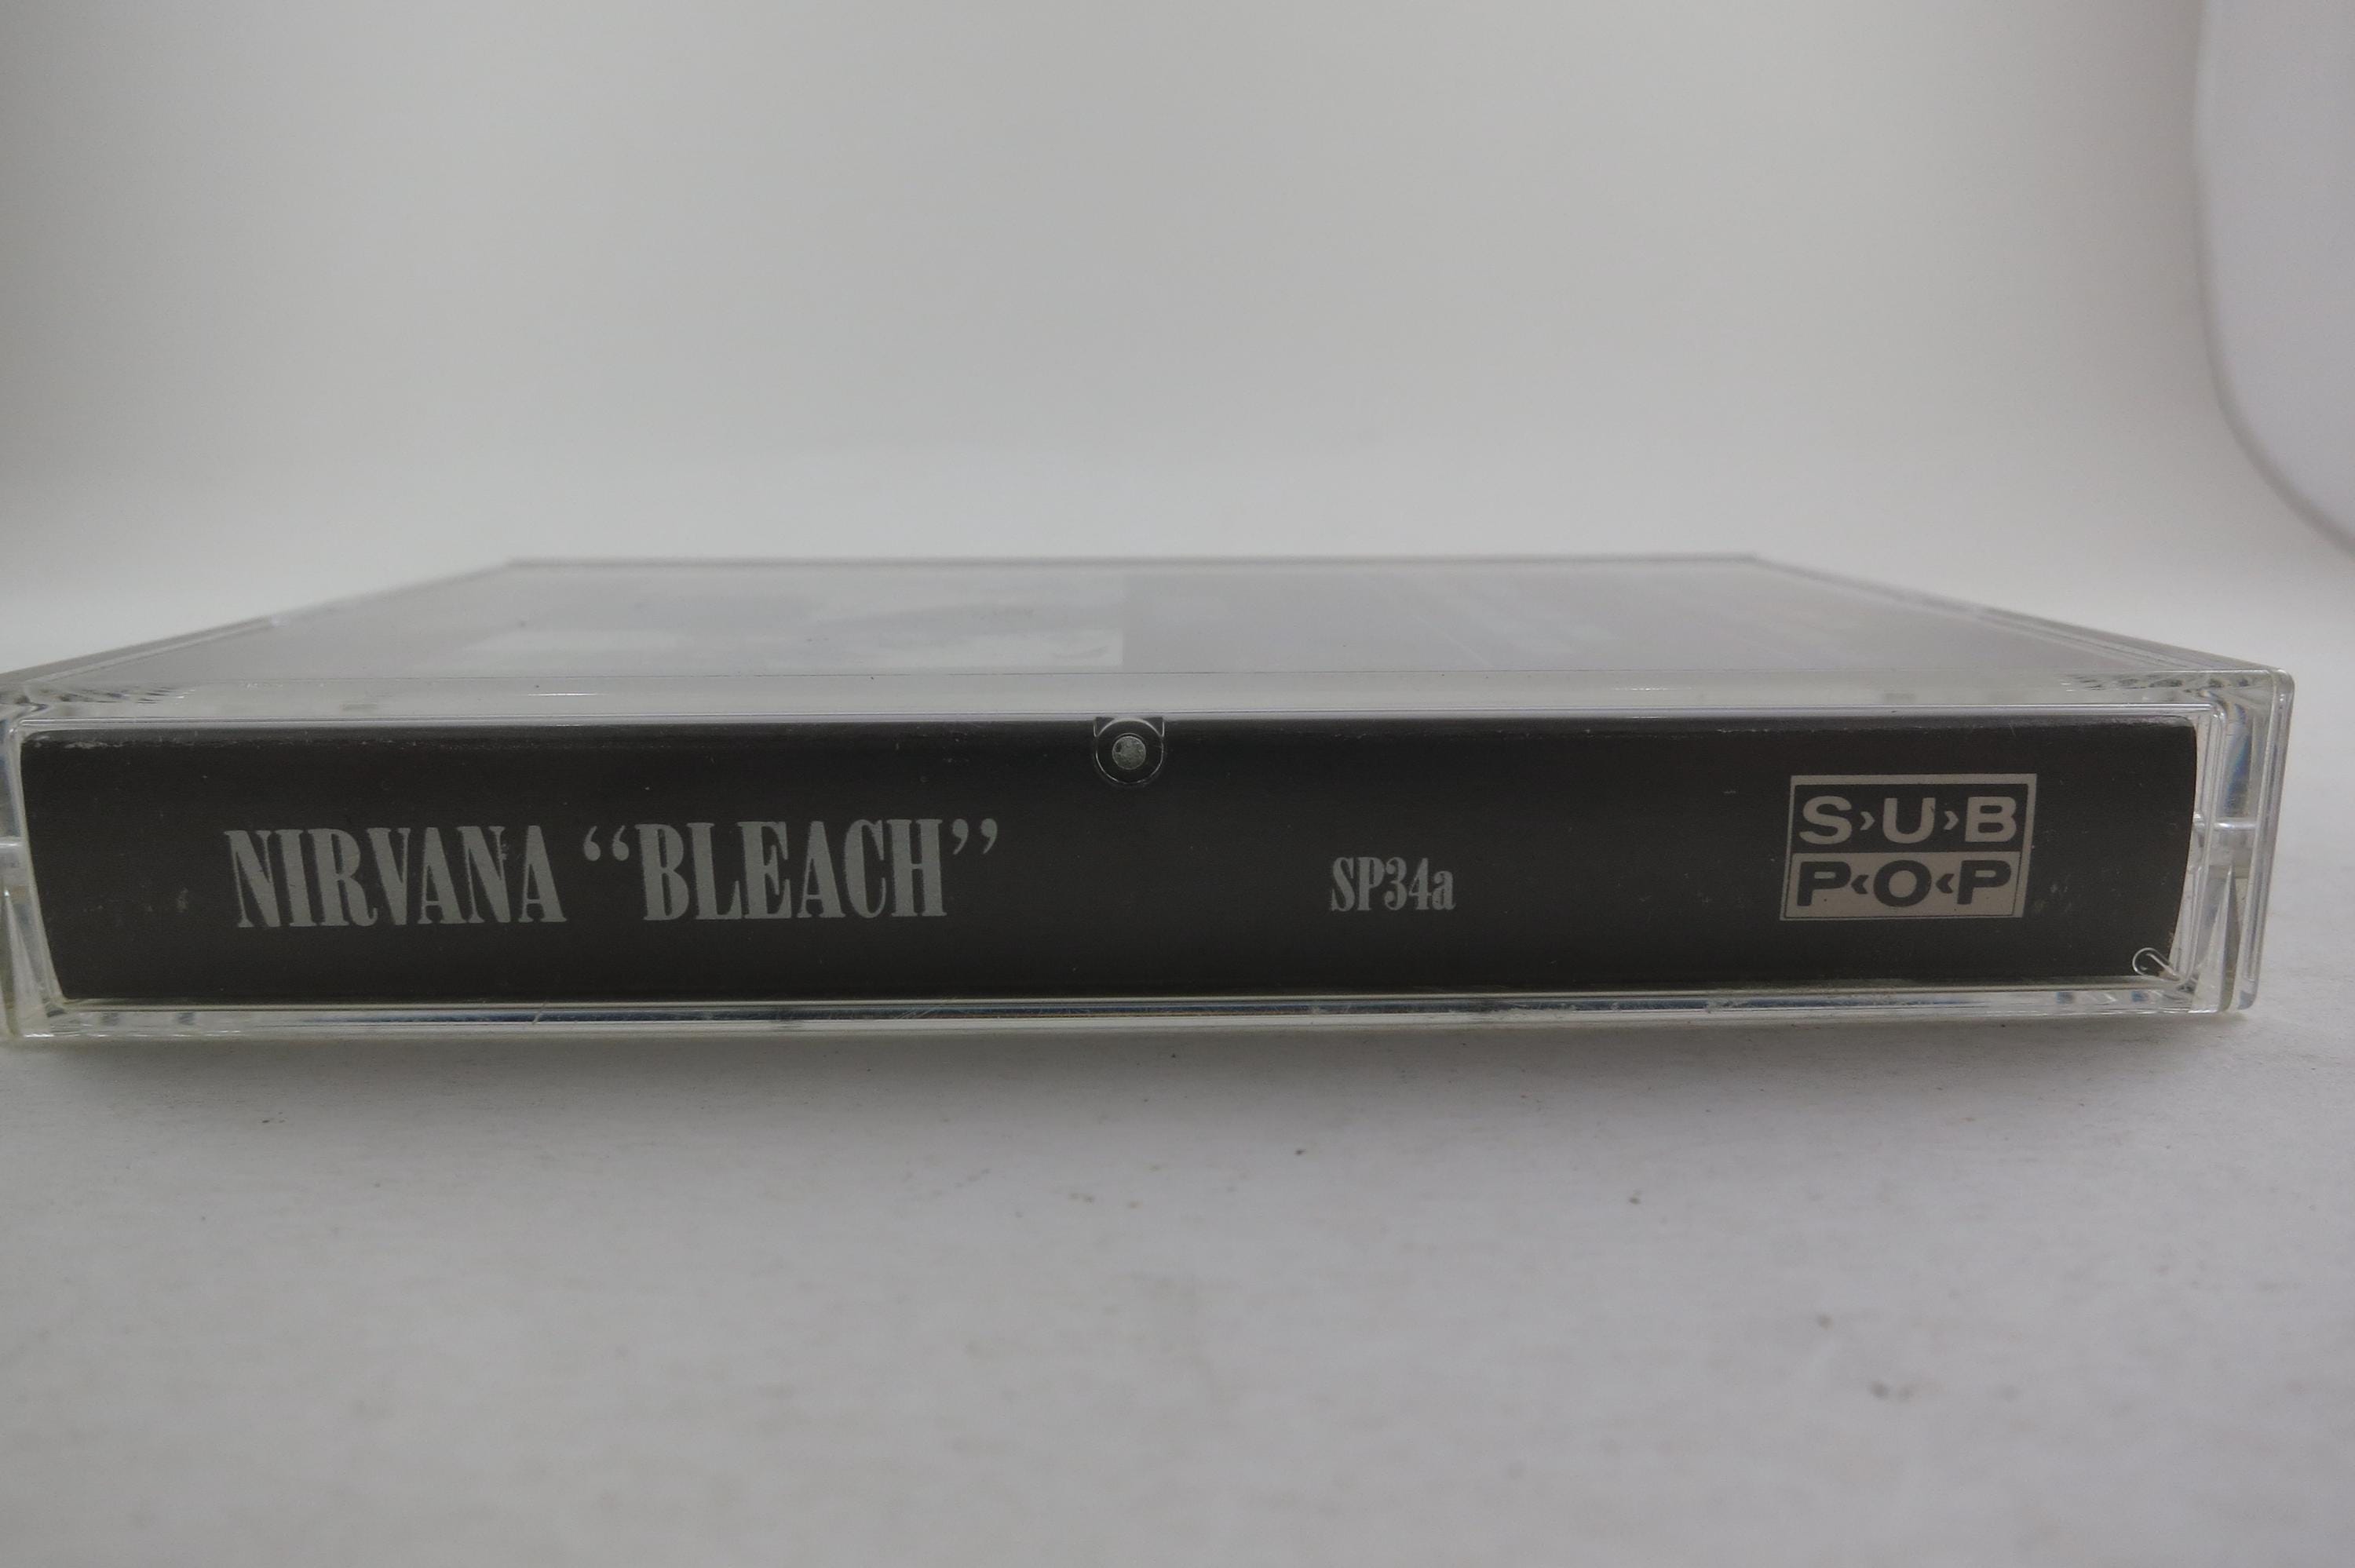 NIRVANA “BLEACH”
SP34a
S›U›B
P‹O‹P